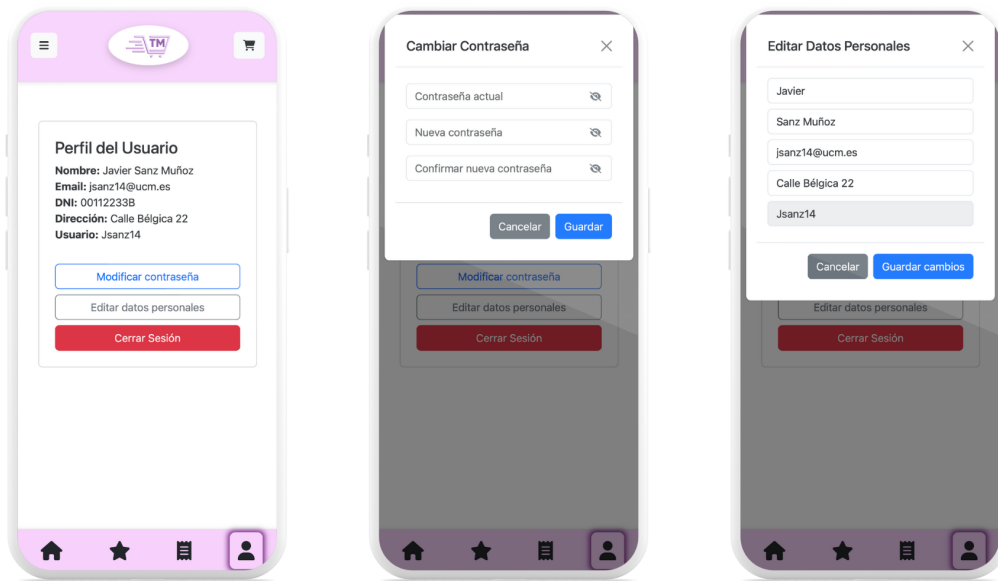 TM
Perfil del Usuario
Nombre: Javier Sanz Muñoz
Email: jsanz14@ucm.es
DNI: 00112233B
Dirección: Calle Bélgica 22
Usuario: Jsanz14
Modificar contraseña
Editar datos personales
Cerrar Sesión
Cambiar Contraseña
Contraseña actual
Nueva contraseña
Confirmar nueva contraseña
Cancelar
Guardar
Modificar contraseña
Editar datos personales
Cerrar Sesión
Editar Datos Personales
Javier
Sanz Muñoz
jsanz14@ucm.es
Calle Bélgica 22
Jsanz14
Cancelar
Guardar cambios
Editar datos personales
Cerrar Sesión